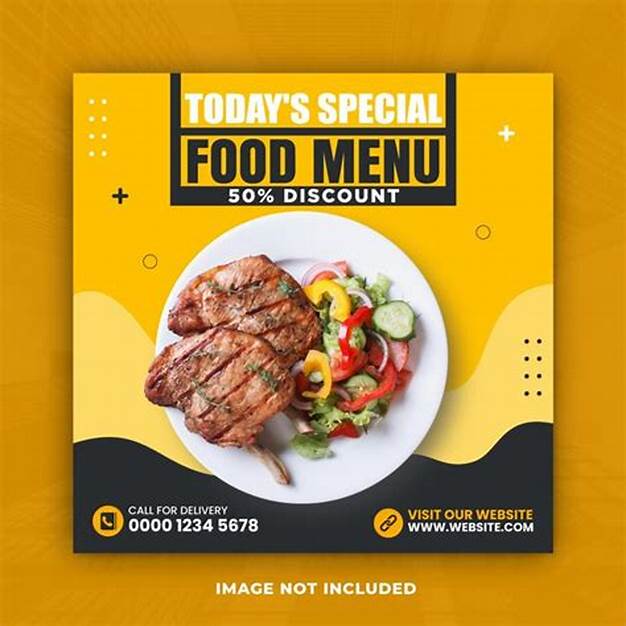 TODAY'S SPECIAL
FOOD MENU
50% DISCOUNT
CALL FOR DELIVERY
0000 1234 5678
VISIT OUR WEBSITE
WWW.WEBSITE.COM
IMAGE NOT INCLUDED